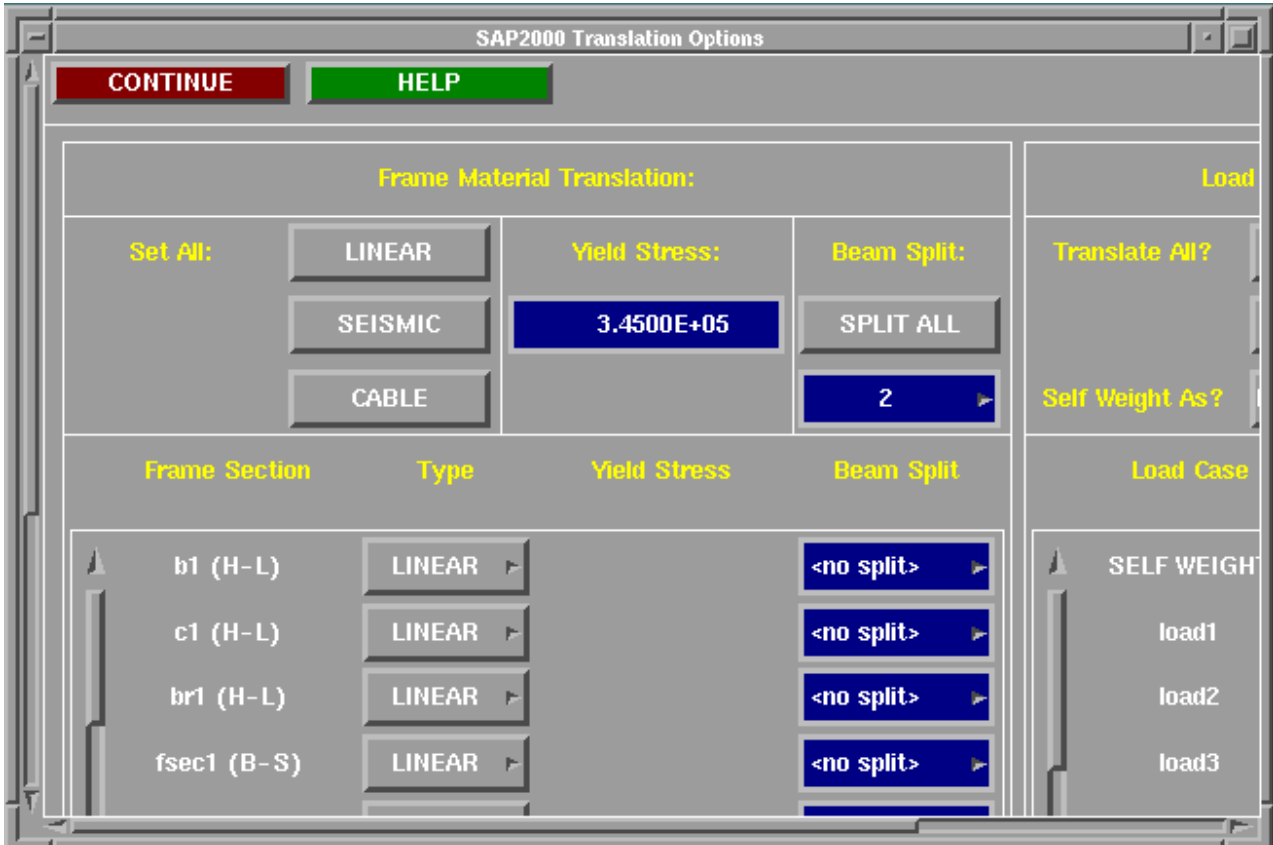 SAP2000 Translation Options
CONTINUE HELP
Frame Material Translation: Load
Set All: LINEAR Yield Stress: Beam Split: Translate All?
SEISMIC 3.4500E+05 SPLIT ALL
CABLE 2 Self Weight As?
Frame Section Type Yield Stress Beam Split Load Case
b1 (H-L) LINEAR <no split> SELF WEIGH
c1 (H-L) LINEAR <no split> load1
br1 (H-L) LINEAR <no split> load2
fsec1 (B-S) LINEAR <no split> load3